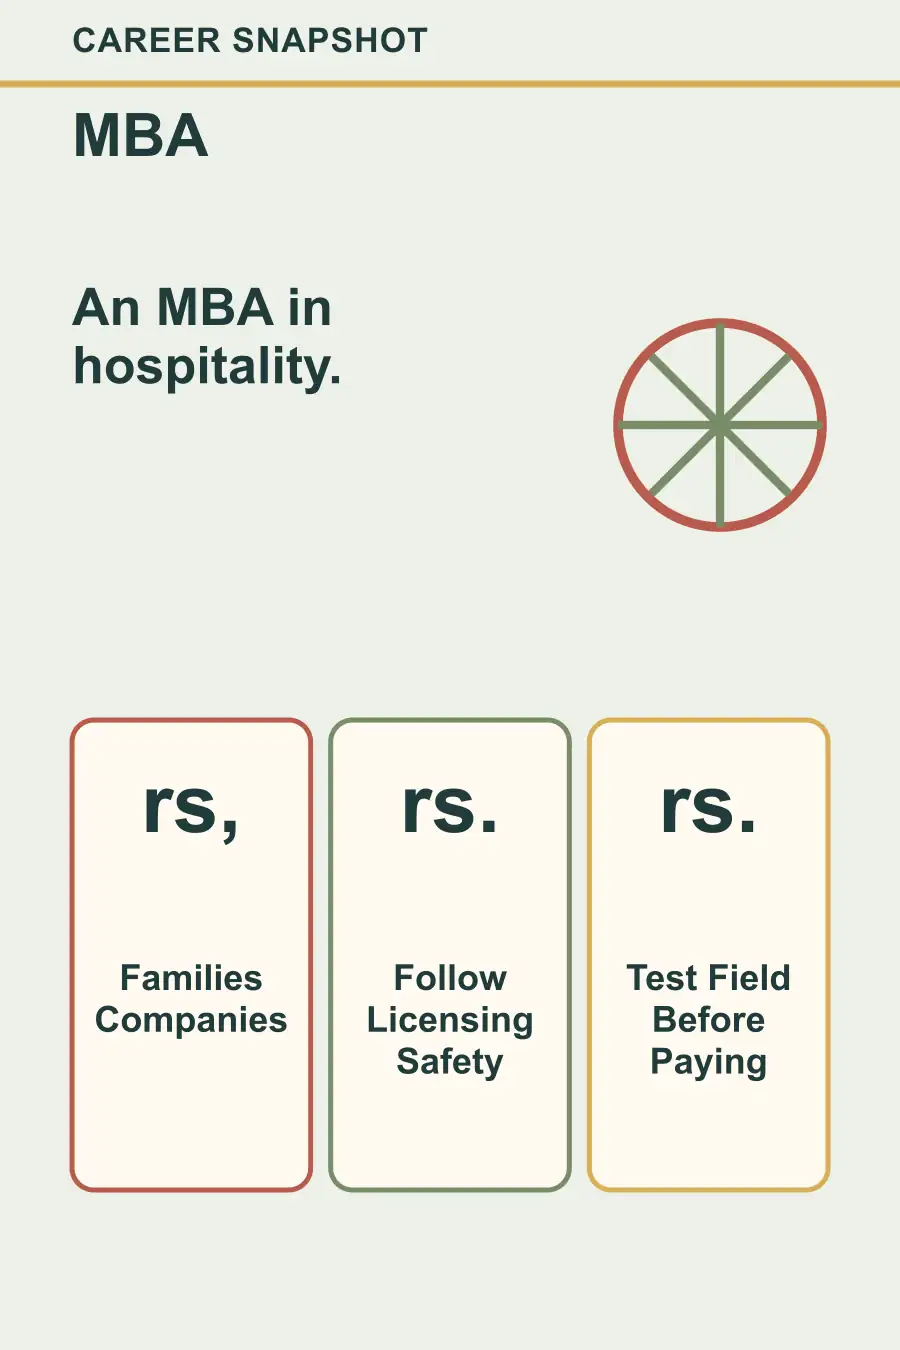 CAREER SNAPSHOT
MBA
An MBA in
hospitality.
rs,
Families
Companies
rs.
Follow
Licensing
Safety
rs.
Test Field
Before
Paying